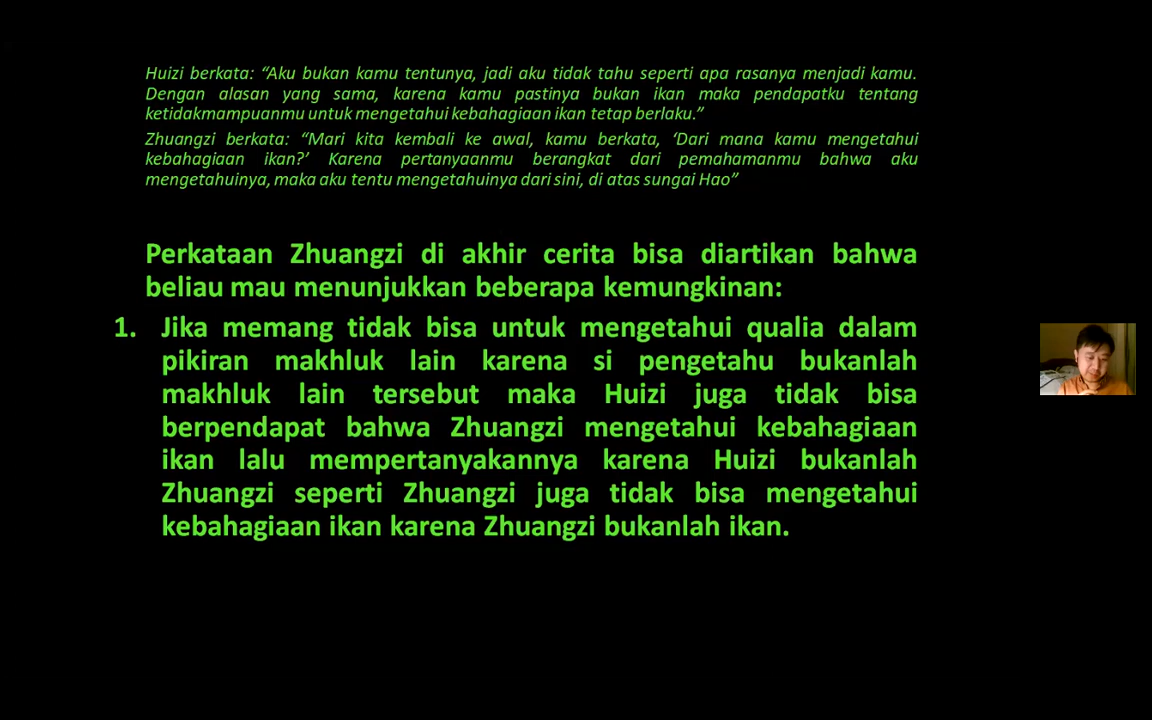 Huizi berkata: “Aku bukan kamu tentunya, jadi aku tidak tahu seperti apa rasanya menjadi kamu.
Dengan alasan yang sama, karena kamu pastinya bukan ikan maka pendapatku tentang
ketidakmampuanmu untuk mengetahui kebahagiaan ikan tetap berlaku.”
Zhuangzi berkata: “Mari kita kembali ke awal, kamu berkata, ‘Dari mana kamu mengetahui
kebahagiaan ikan?’ Karena pertanyaanmu berangkat dari pemahamanmu bahwa aku
mengetahuinya, maka aku tentu mengetahuinya dari sini, di atas sungai Hao”
Perkataan Zhuangzi di akhir cerita bisa diartikan bahwa
beliau mau menunjukkan beberapa kemungkinan:
1. Jika memang tidak bisa untuk mengetahui qualia dalam
pikiran makhluk lain karena si pengetahu bukanlah
makhluk lain tersebut maka Huizi juga tidak bisa
berpendapat bahwa Zhuangzi mengetahui kebahagiaan
ikan lalu mempertanyakannya karena Huizi bukanlah
Zhuangzi seperti Zhuangzi juga tidak bisa mengetahui
kebahagiaan ikan karena Zhuangzi bukanlah ikan.